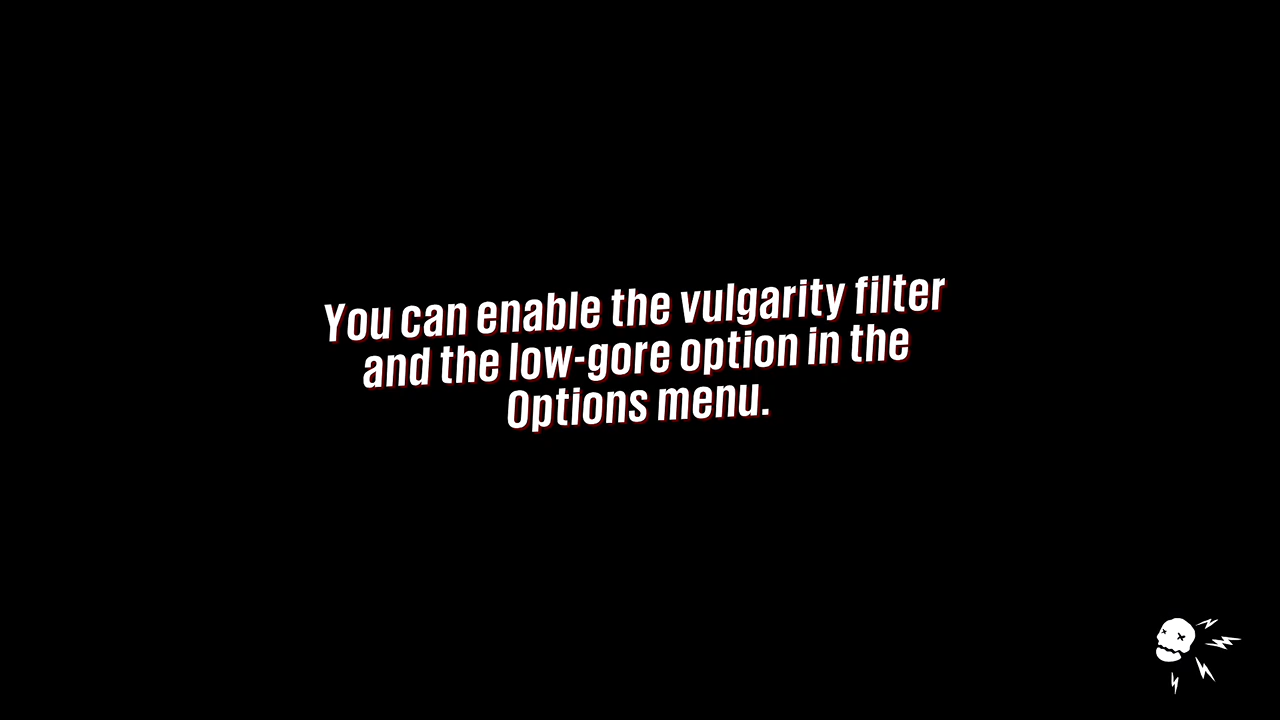 You can enable the vulgarity filter
and the low-gore option in the
Options menu.